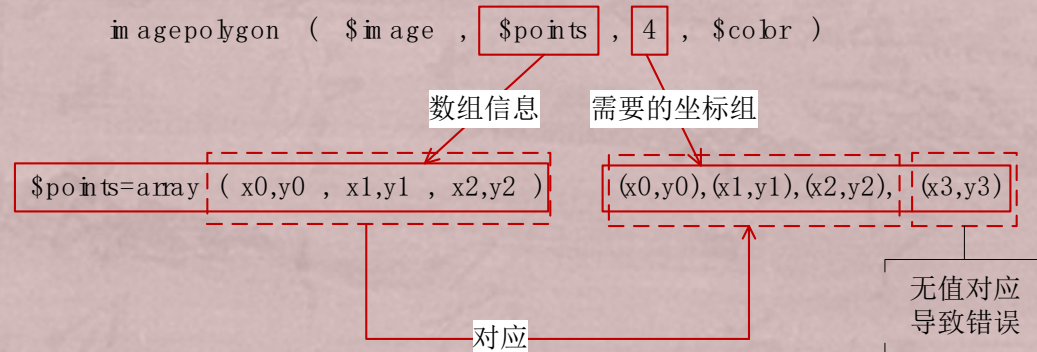 imagepolygon ( $image , $points , 4 , $color )
数组信息
需要的坐标组
$points=array ( x0,y0 , x1,y1 , x2,y2 )
(x0,y0),(x1,y1),(x2,y2), (x3,y3)
无值对应
导致错误
对应